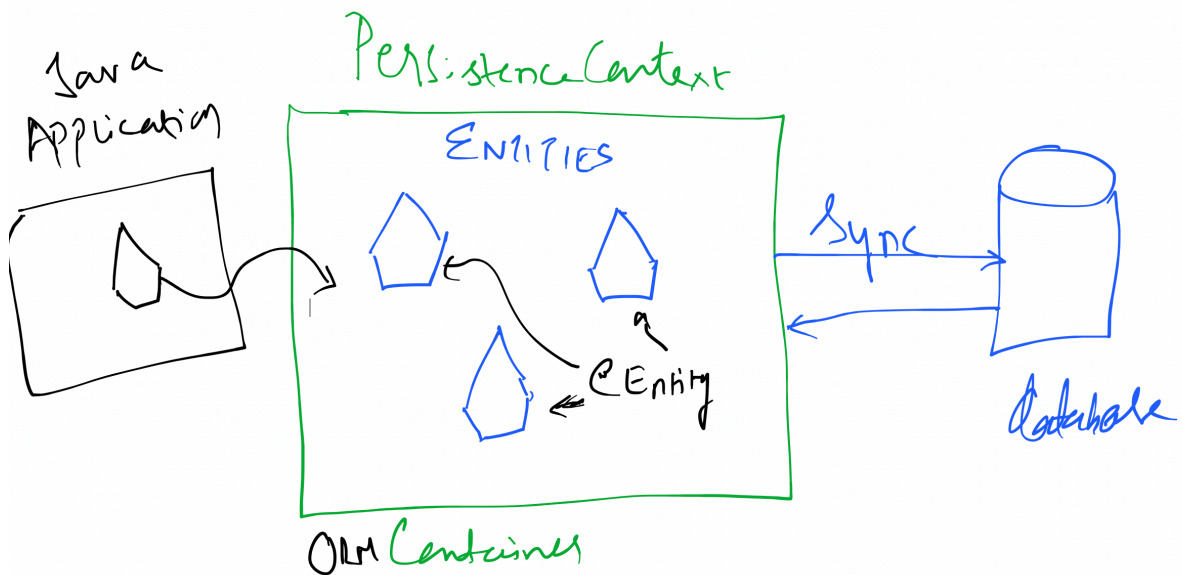 Java
Application
PersistenceContext
ENTITIES
Sync
@Entity
Database
ORM Container